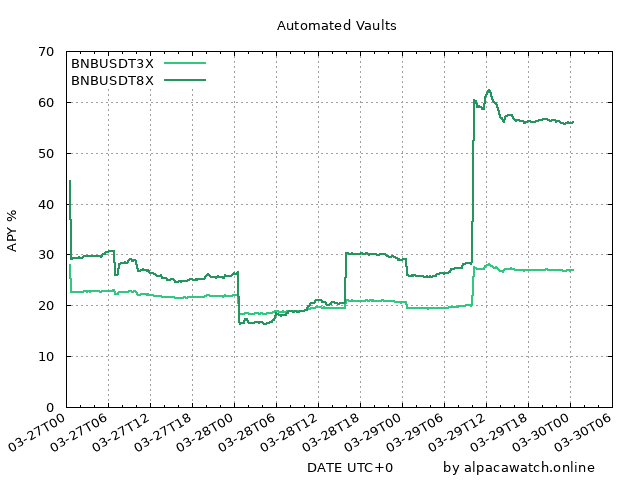 Automated Vaults
BNBUSDT3X
BNBUSDT8X
APY %
70
60
50
40
30
20
10
0
03-27T00
03-27T06
03-27T12
03-27T18
03-28T00
03-28T06
03-28T12
03-28T18
03-29T00
03-29T06
03-29T12
03-29T18
03-30T00
03-30T06
DATE UTC+0
by alpacawatch.online